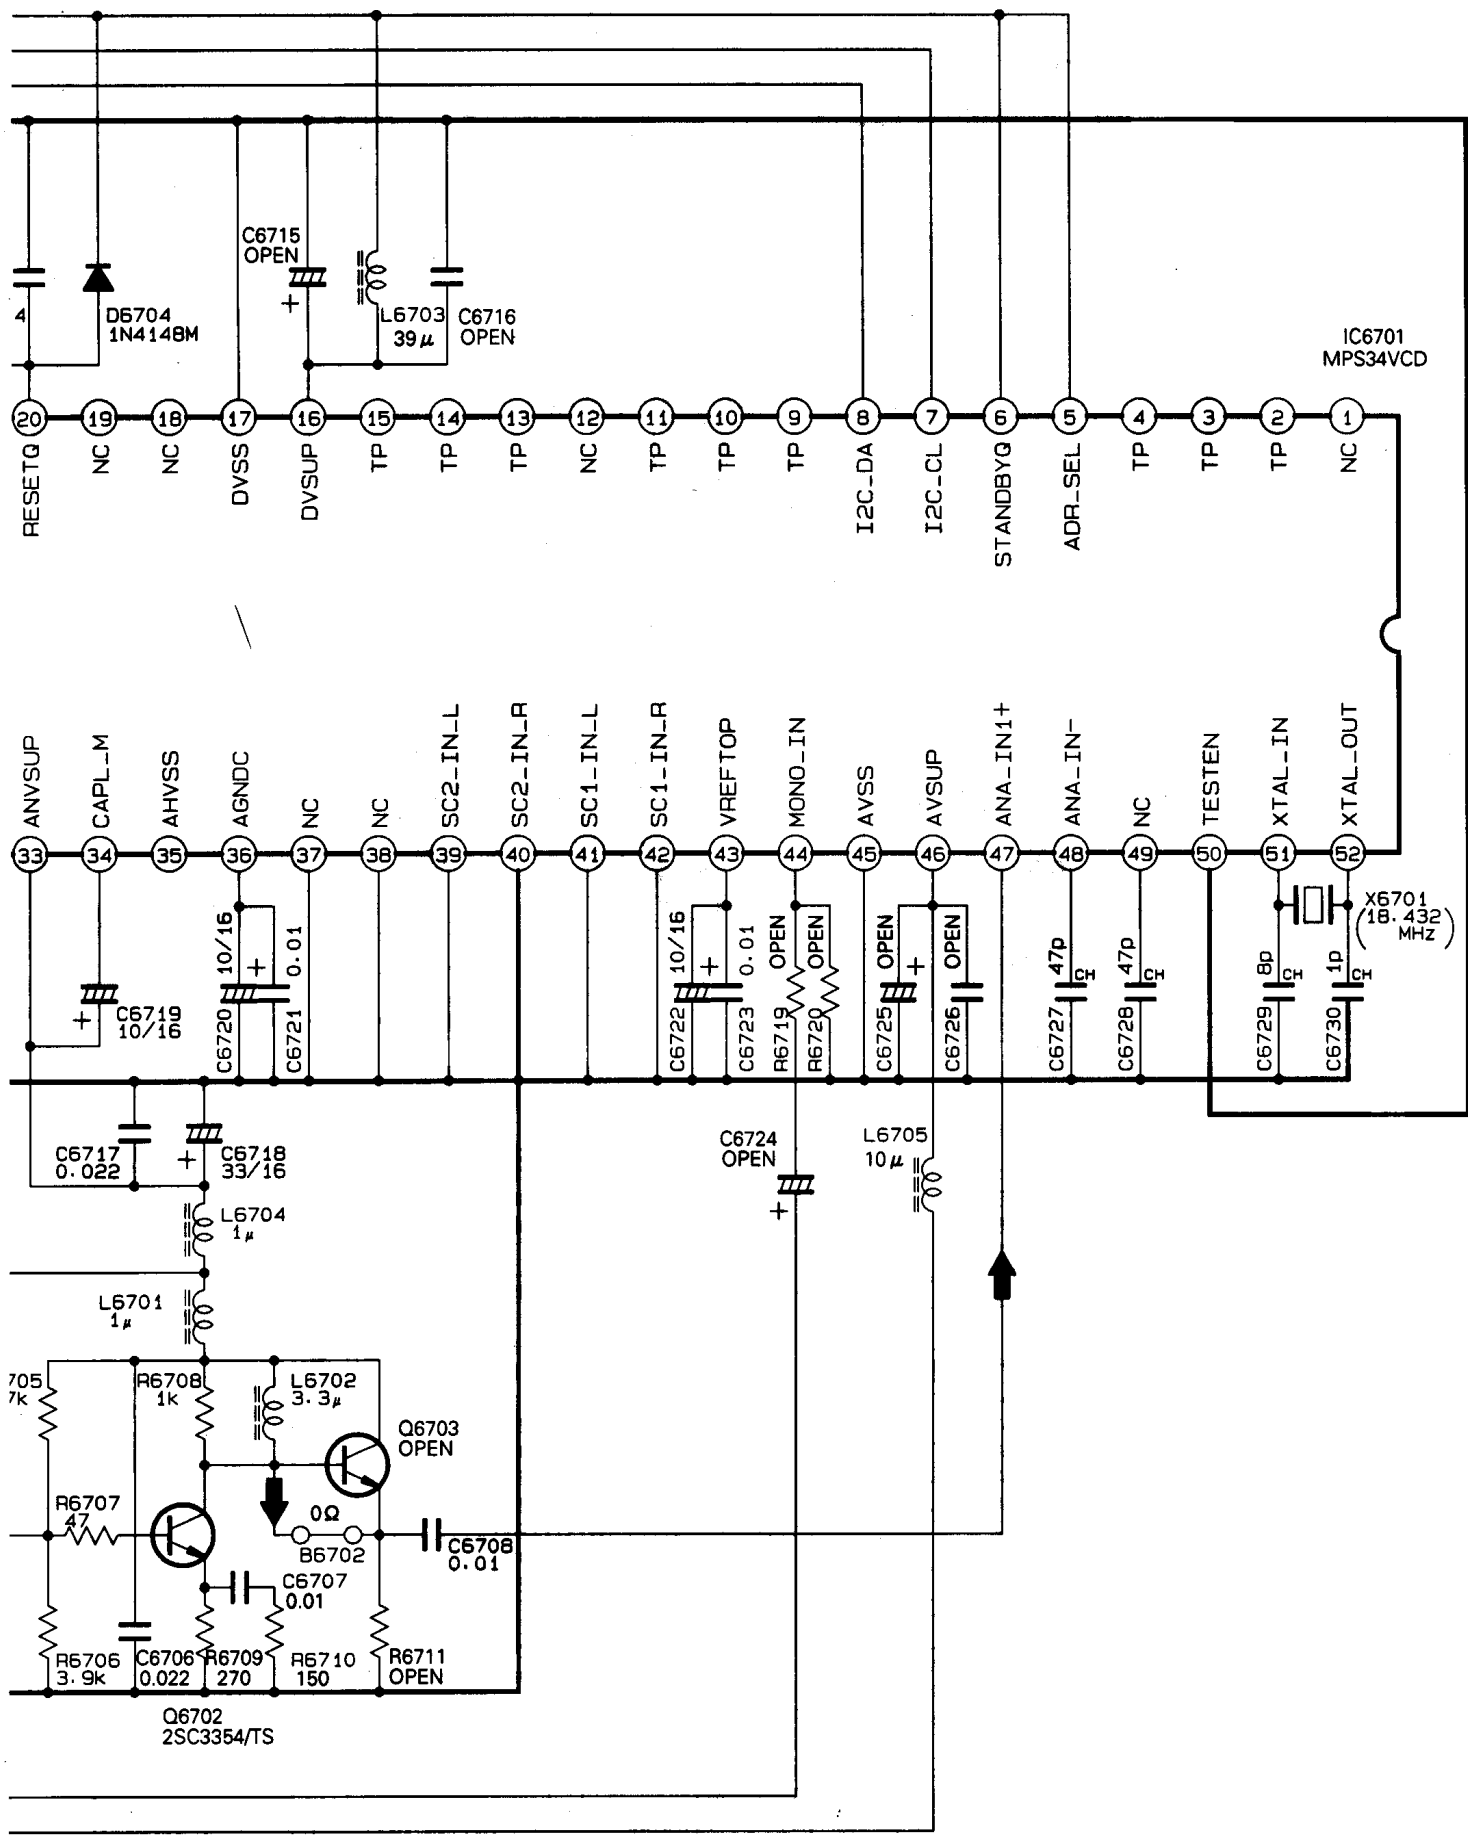 C6715
OPEN
+
4
D6704
1N4148M
L6703
39μ
C6716
OPEN
IC6701
MPS34VCD
20
19
18
17
16
15
14
13
12
11
10
9
8
7
6
5
4
3
2
1
RESETQ
NC
NC
DVSS
DVSUP
TP
TP
TP
NC
TP
TP
TP
I2C_DA
I2C_CL
STANDBYQ
ADR_SEL
TP
TP
TP
NC
ANVSUP
CAPL_M
AHVSS
AGNDC
NC
NC
SC2_IN_L
SC2_IN_R
SC1_IN_L
SC1_IN_R
VREFTOP
MONO_IN
AVSS
AVSUP
ANA_IN1+
ANA_IN-
NC
TESTEN
XTAL_IN
XTAL_OUT
33
34
35
36
37
38
39
40
41
42
43
44
45
46
47
48
49
50
51
52
+
C6719
10/16
C6720
10/16
+
C6721
0.01
C6722
10/16
+
C6723
0.01
R6719
OPEN
R6720
OPEN
C6725
OPEN
+
C6726
OPEN
C6727
47p
CH
C6728
47p
CH
C6729
8p
CH
C6730
1p
CH
X6701
(18.432
MHz)
C6717
0.022
+
C6718
33/16
C6724
OPEN
+
L6705
10μ
L6704
1μ
L6701
1μ
705
7k
R6708
1k
L6702
3.3μ
Q6703
OPEN
R6707
47
0Ω
B6702
C6708
0.01
C6707
0.01
R6706
3.9k
C6706
0.022
R6709
270
R6710
150
R6711
OPEN
Q6702
2SC3354/TS